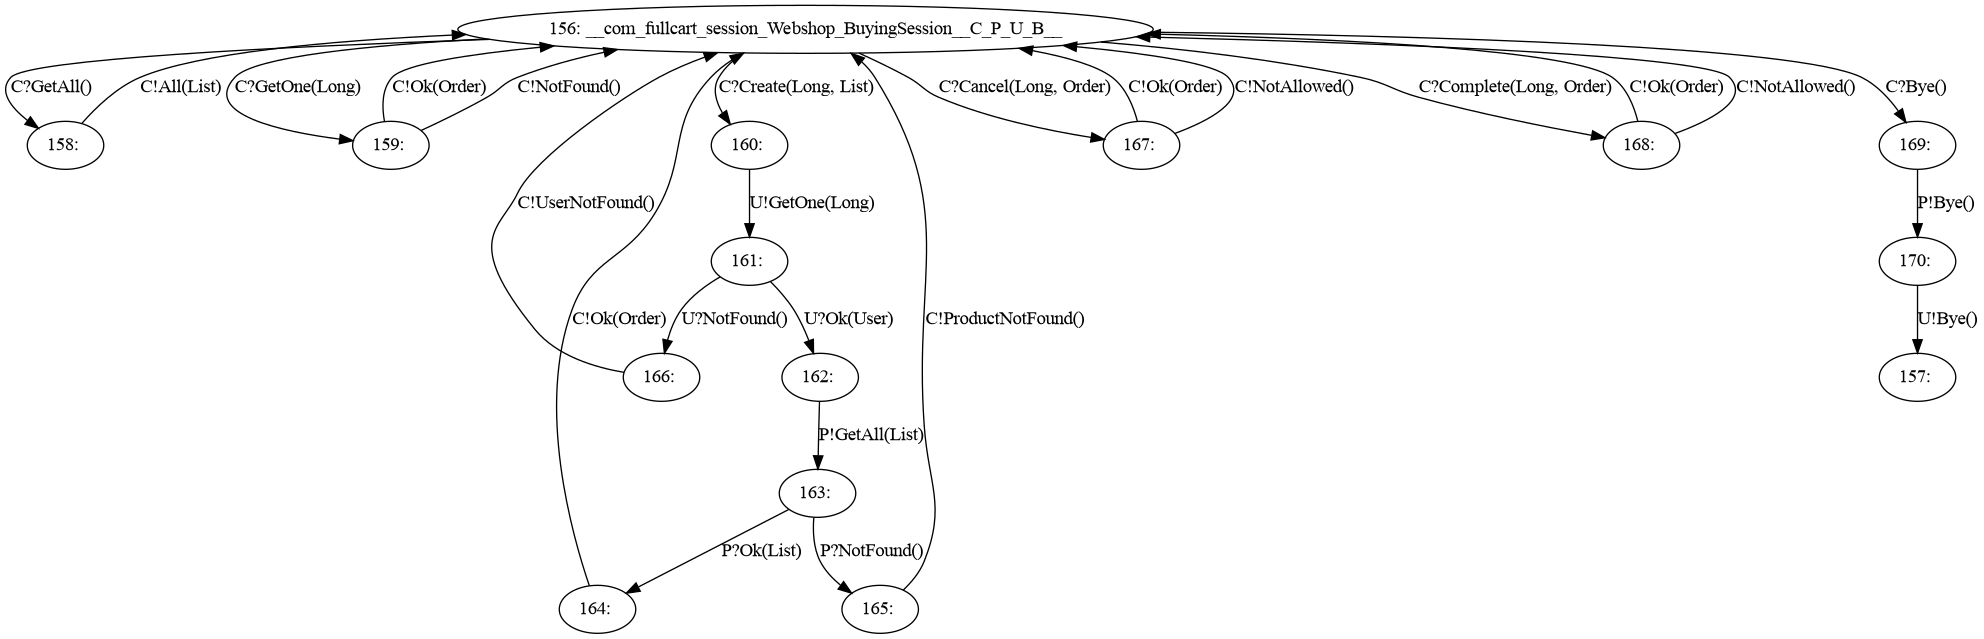 156: __com_fullcart_session_Webshop_BuyingSession__C_P_U_B__
C?GetAll()
C!All(List)
C?GetOne(Long)
C!Ok(Order)
C!NotFound()
C?Create(Long, List)
C?Cancel(Long, Order)
C!Ok(Order)
C!NotAllowed()
C?Complete(Long, Order)
C!Ok(Order)
C!NotAllowed()
C?Bye()
158:
159:
160:
167:
168:
169:
C!UserNotFound()
U!GetOne(Long)
P!Bye()
161:
170:
C!Ok(Order)
U?NotFound()
U?Ok(User)
C!ProductNotFound()
U!Bye()
166:
162:
157:
P!GetAll(List)
163:
P?Ok(List)
P?NotFound()
164:
165: